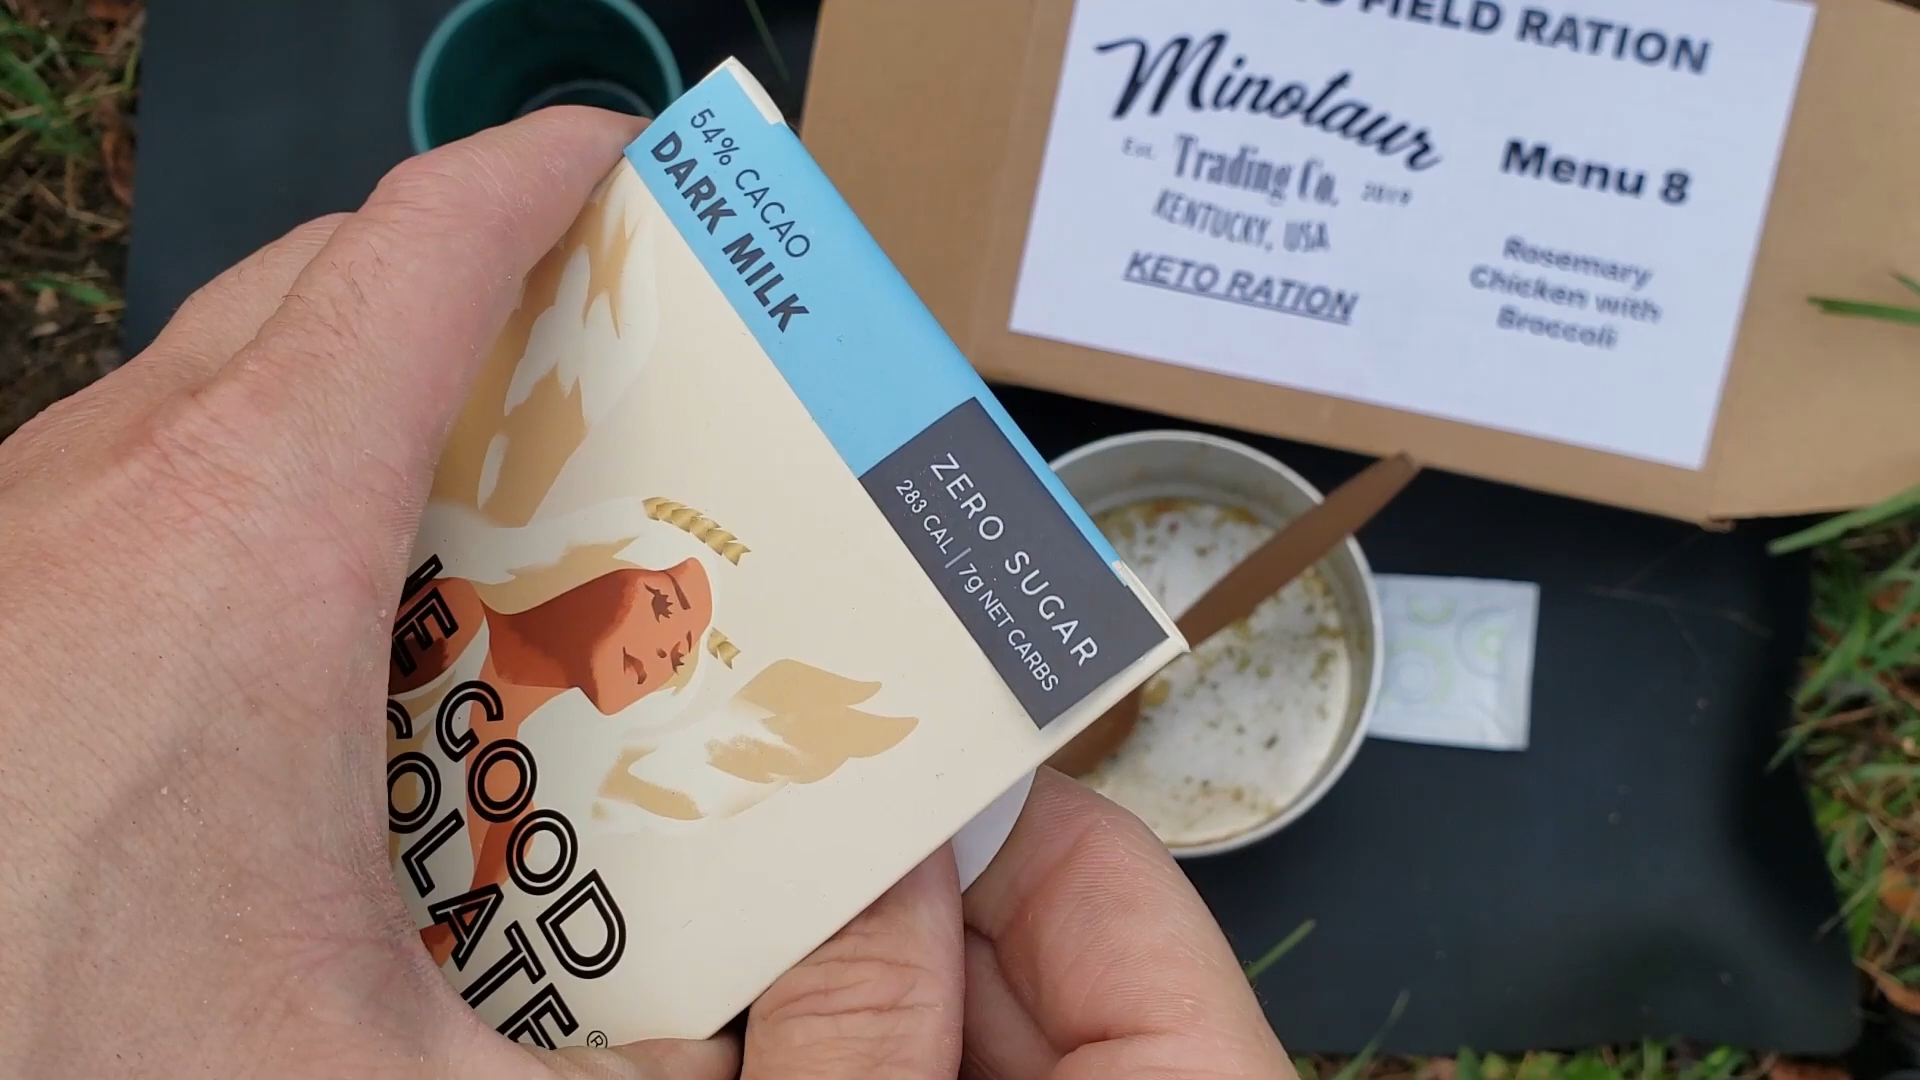 54% CACAO
DARK MILK
ZERO SUGAR
283 CAL | 7g NET CARBS
GOOD
®
FIELD RATION
Minotaur
Est. Trading Co. 2019
KENTUCKY, USA
KETO RATION
Menu 8
Rosemary
Chicken with
Broccoli